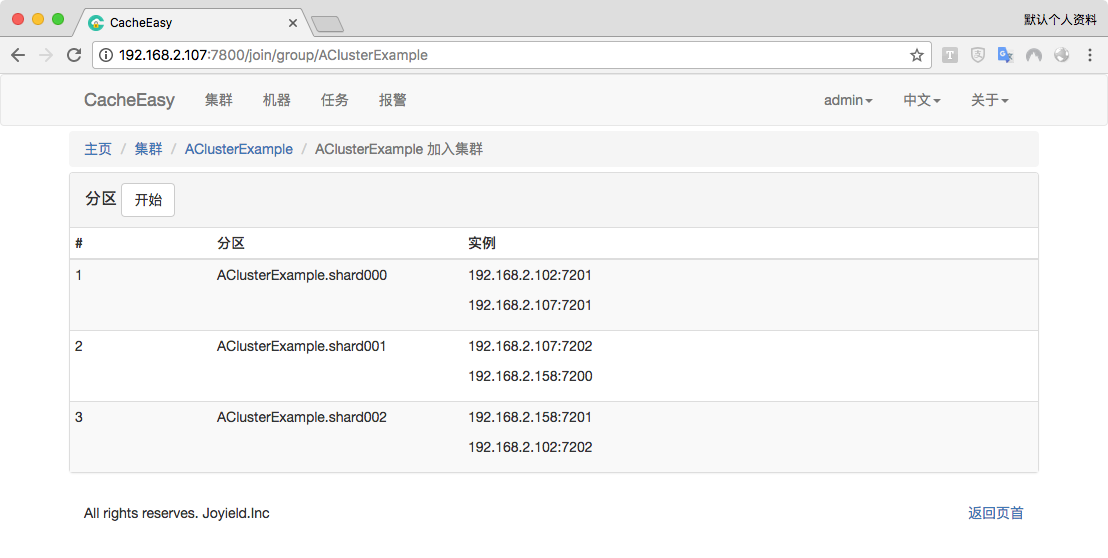 CacheEasy
默认个人资料
192.168.2.107:7800/join/group/AClusterExample
CacheEasy 集群 机器 任务 报警 admin 中文 关于
主页 / 集群 / AClusterExample / AClusterExample 加入集群
分区 开始
# 分区 实例
1 AClusterExample.shard000 192.168.2.102:7201
192.168.2.107:7201
2 AClusterExample.shard001 192.168.2.107:7202
192.168.2.158:7200
3 AClusterExample.shard002 192.168.2.158:7201
192.168.2.102:7202
All rights reserves. Joyield.Inc 返回页首